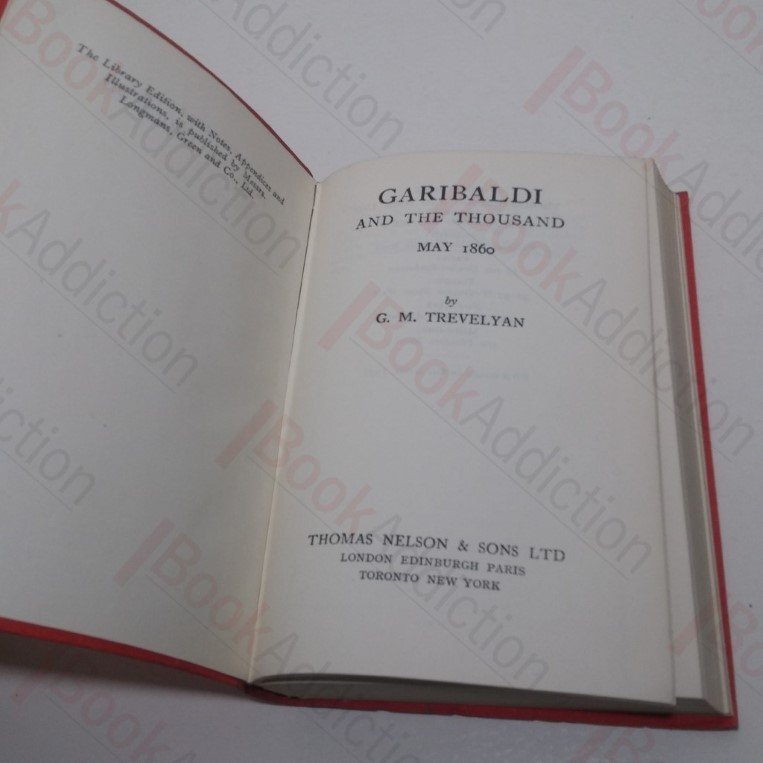 The Library Edition, with Notes, Appendices and
Illustrations, is published by Messrs.
Longmans, Green and Co., Ltd.
GARIBALDI
AND THE THOUSAND
MAY 1860
by
G. M. TREVELYAN
THOMAS NELSON & SONS LTD
LONDON EDINBURGH PARIS
TORONTO NEW YORK
BookAddiction